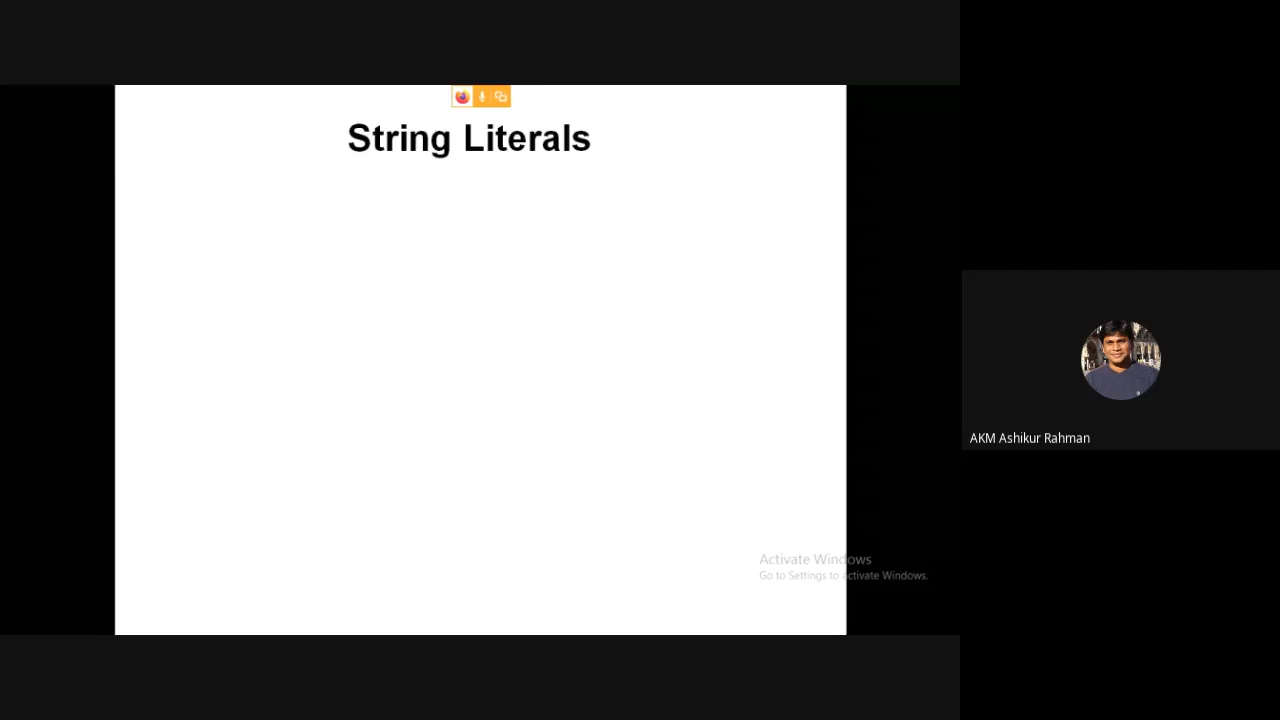 String Literals
Activate Windows
Go to Settings to activate Windows.
AKM Ashikur Rahman